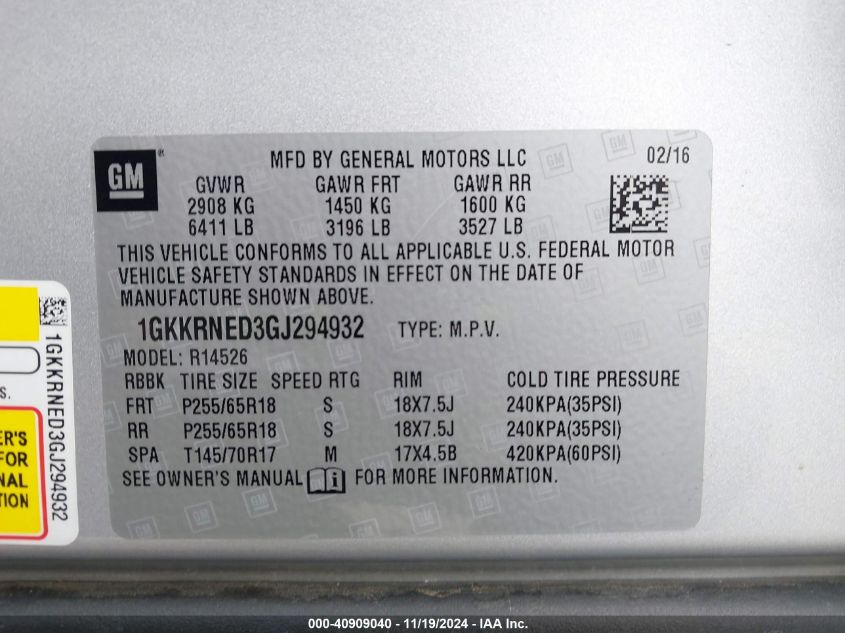 GM
MFD BY GENERAL MOTORS LLC 02/16
GVWR GAWR FRT GAWR RR
2908 KG 1450 KG 1600 KG
6411 LB 3196 LB 3527 LB
THIS VEHICLE CONFORMS TO ALL APPLICABLE U.S. FEDERAL MOTOR
VEHICLE SAFETY STANDARDS IN EFFECT ON THE DATE OF
MANUFACTURE SHOWN ABOVE.
1GKKRNED3GJ294932 TYPE: M.P.V.
MODEL: R14526
RBBK TIRE SIZE SPEED RTG RIM COLD TIRE PRESSURE
FRT P255/65R18 S 18X7.5J 240KPA(35PSI)
RR P255/65R18 S 18X7.5J 240KPA(35PSI)
SPA T145/70R17 M 17X4.5B 420KPA(60PSI)
SEE OWNER'S MANUAL FOR MORE INFORMATION.
1GKKRNED3GJ294932
S.
ER'S
FOR
NAL
TION
000-40909040 - 11/19/2024 - IAA Inc.